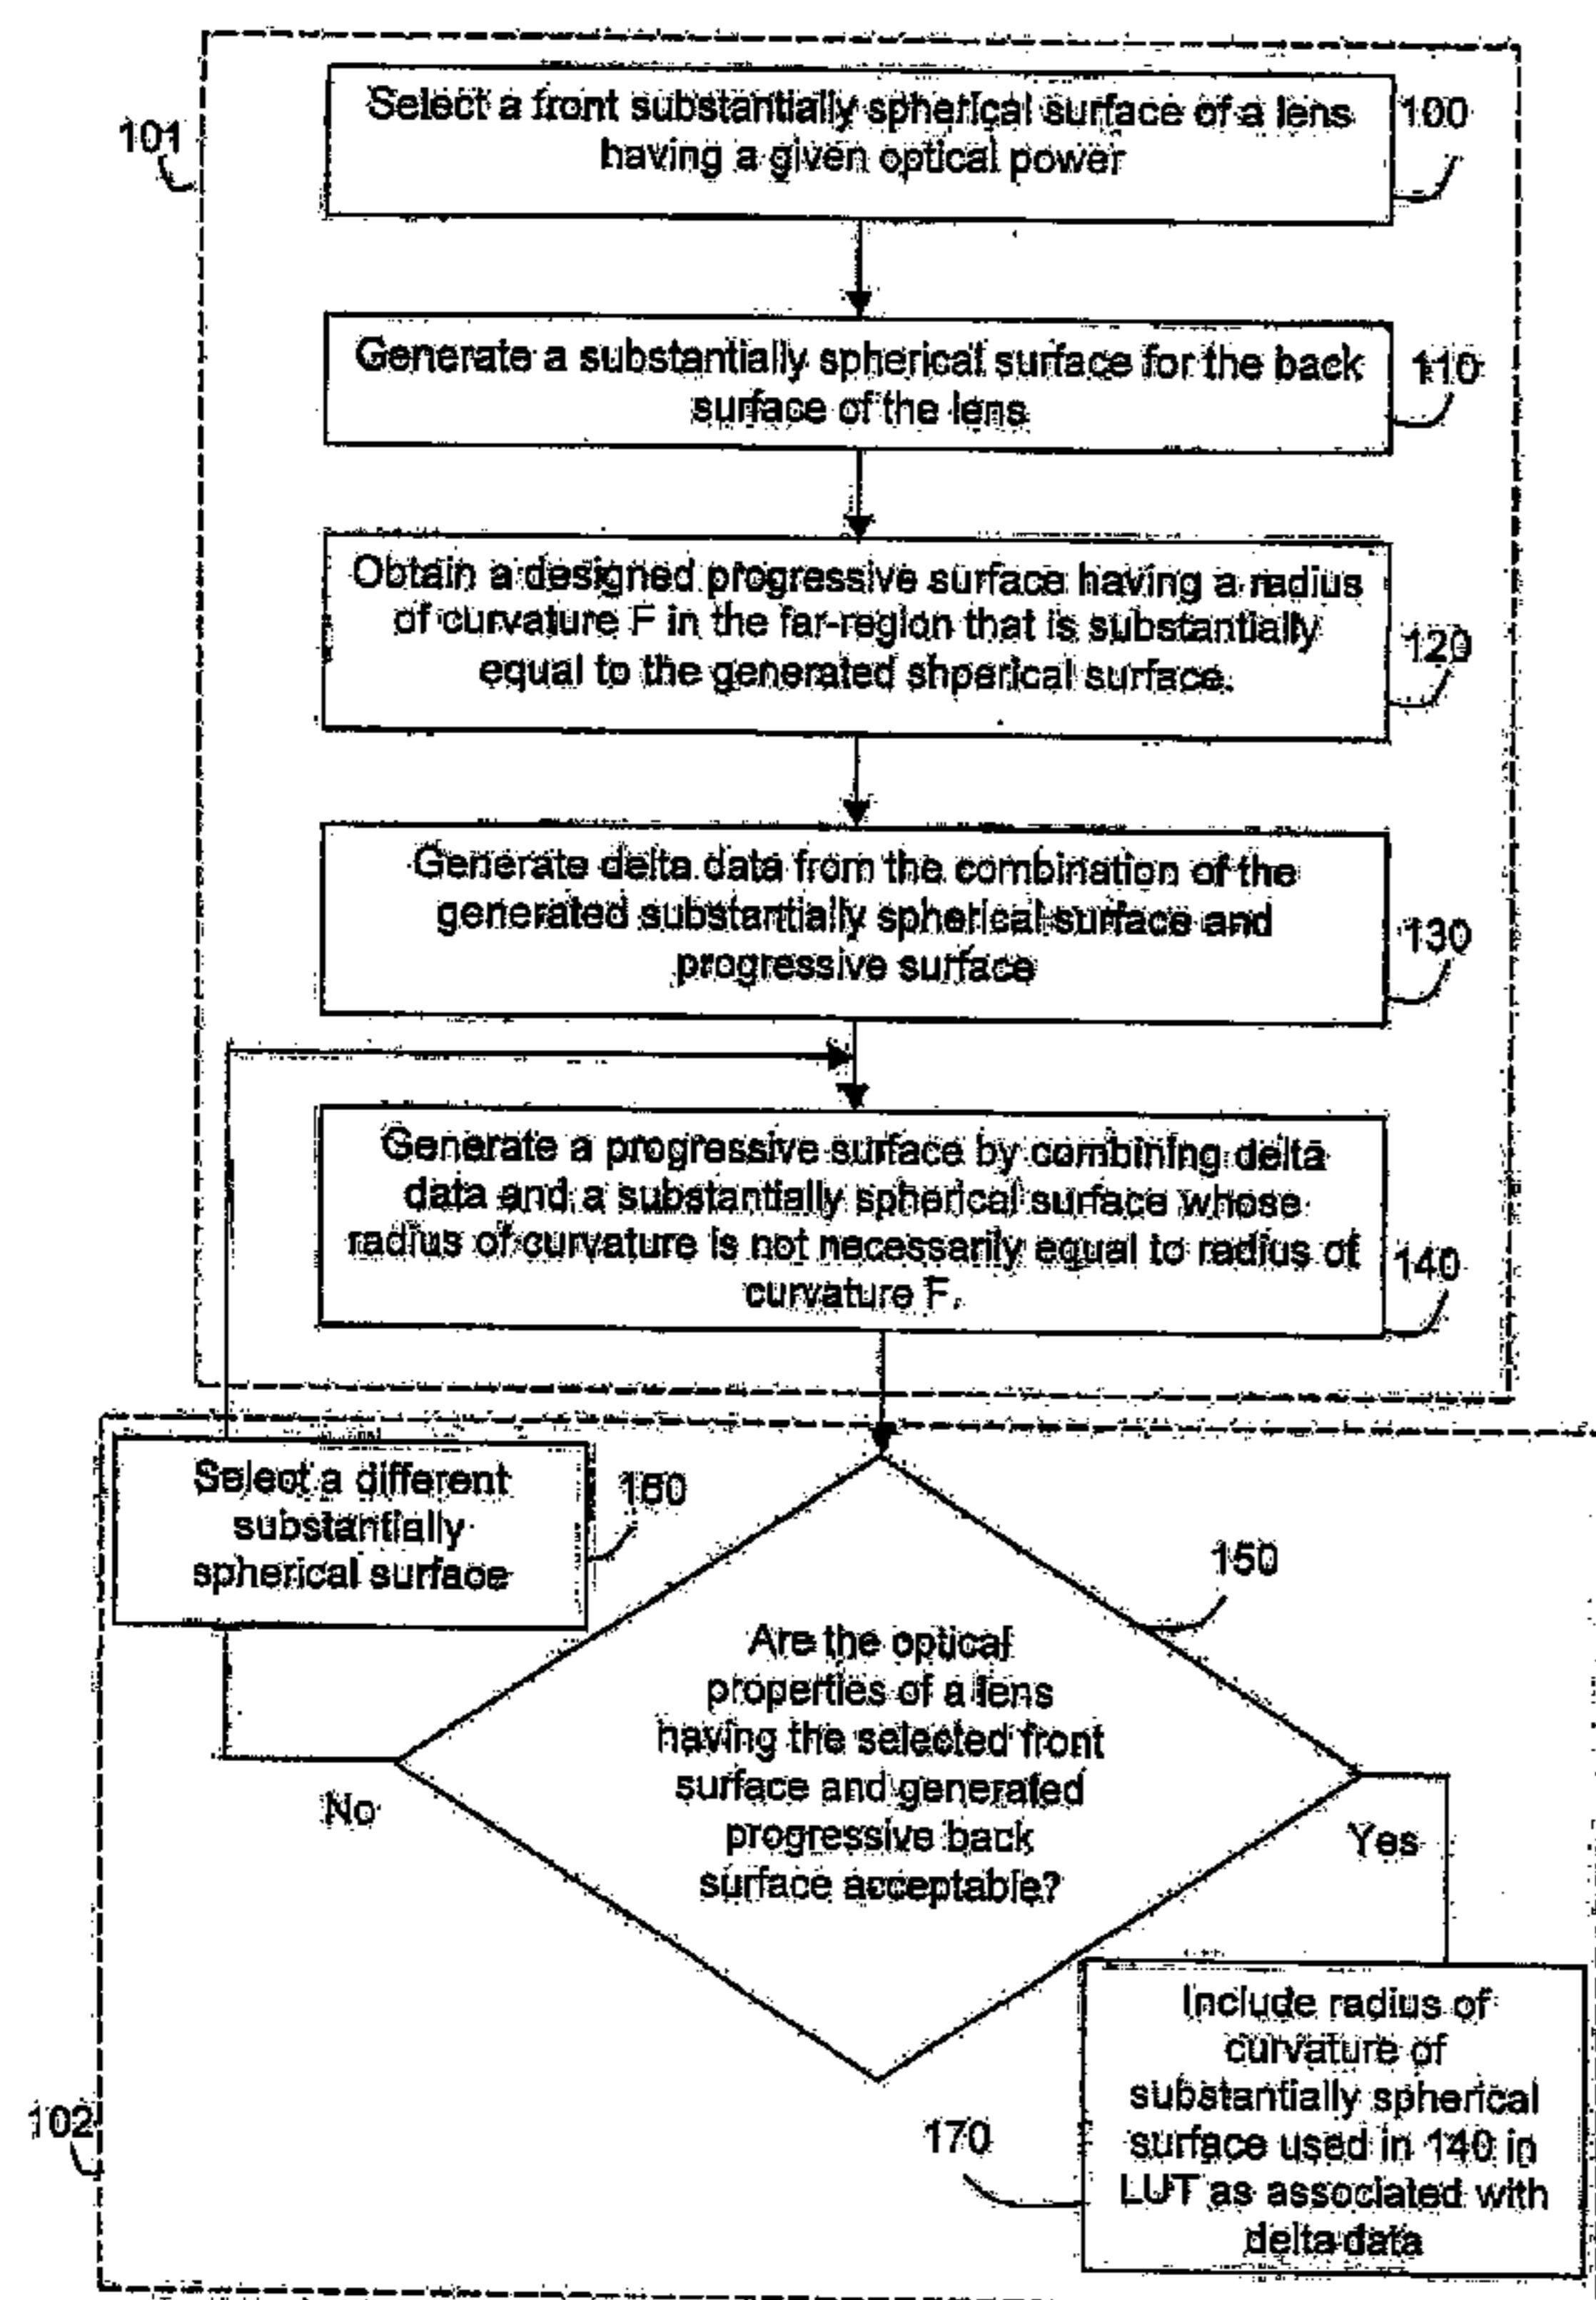 101
Select a front substantially spherical surface of a lens
having a given optical power
100
Generate a substantially spherical surface for the back
surface of the lens
110
Obtain a designed progressive surface having a radius
of curvature F in the far-region that is substantially
equal to the generated shperical surface.
120
Generate delta data from the combination of the
generated substantially spherical surface and
progressive surface
130
Generate a progressive surface by combining delta
data and a substantially spherical surface whose
radius of curvature is not necessarily equal to radius of
curvature F.
140
Select a different
substantially
spherical surface
160
150
Are the optical
properties of a lens
having the selected front
surface and generated
progressive back
surface acceptable?
No
Yes
Include radius of
curvature of
substantially spherical
surface used in 140 in
LUT as associated with
delta data
170
102